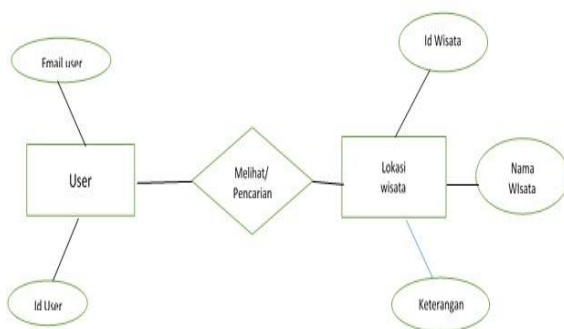 Id Wisata
Email user
User
Melihat/
Pencarian
Lokasi
wisata
Nama
WIsata
Id User
Keterangan